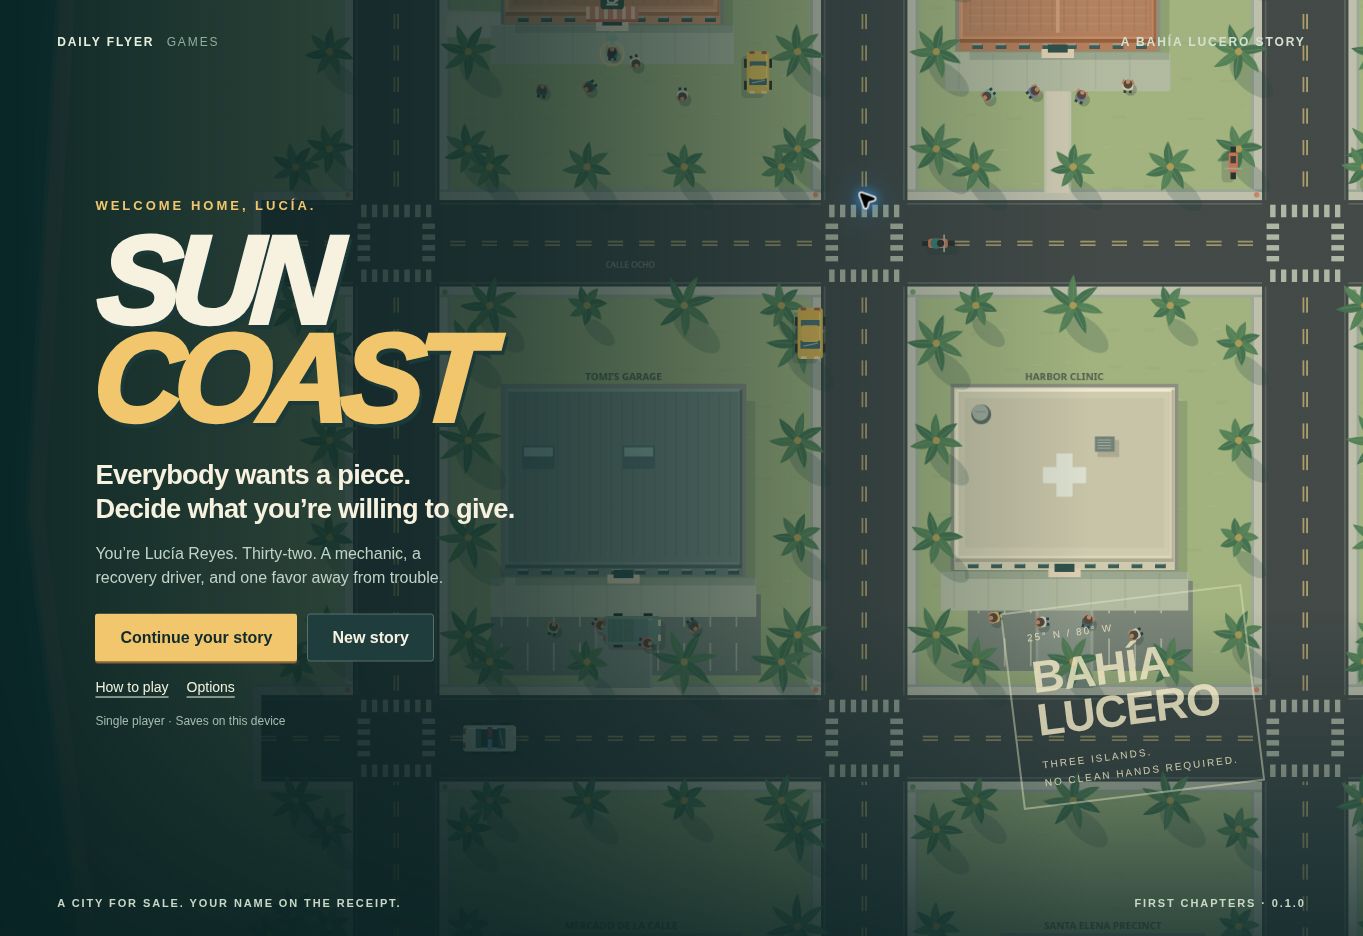 DAILY FLYER GAMES
A BAHÍA LUCERO STORY
WELCOME HOME, LUCÍA.
SUN
COAST
Everybody wants a piece.
Decide what you’re willing to give.
You’re Lucía Reyes. Thirty-two. A mechanic, a
recovery driver, and one favor away from trouble.
Continue your story
New story
How to play
Options
Single player · Saves on this device
CALLE OCHO
TOMI'S GARAGE
HARBOR CLINIC
25° N / 80° W
BAHÍA
LUCERO
THREE ISLANDS.
NO CLEAN HANDS REQUIRED.
MERCADO DE LA CALLE
SANTA ELENA PRECINCT
A CITY FOR SALE. YOUR NAME ON THE RECEIPT.
FIRST CHAPTERS · 0.1.0